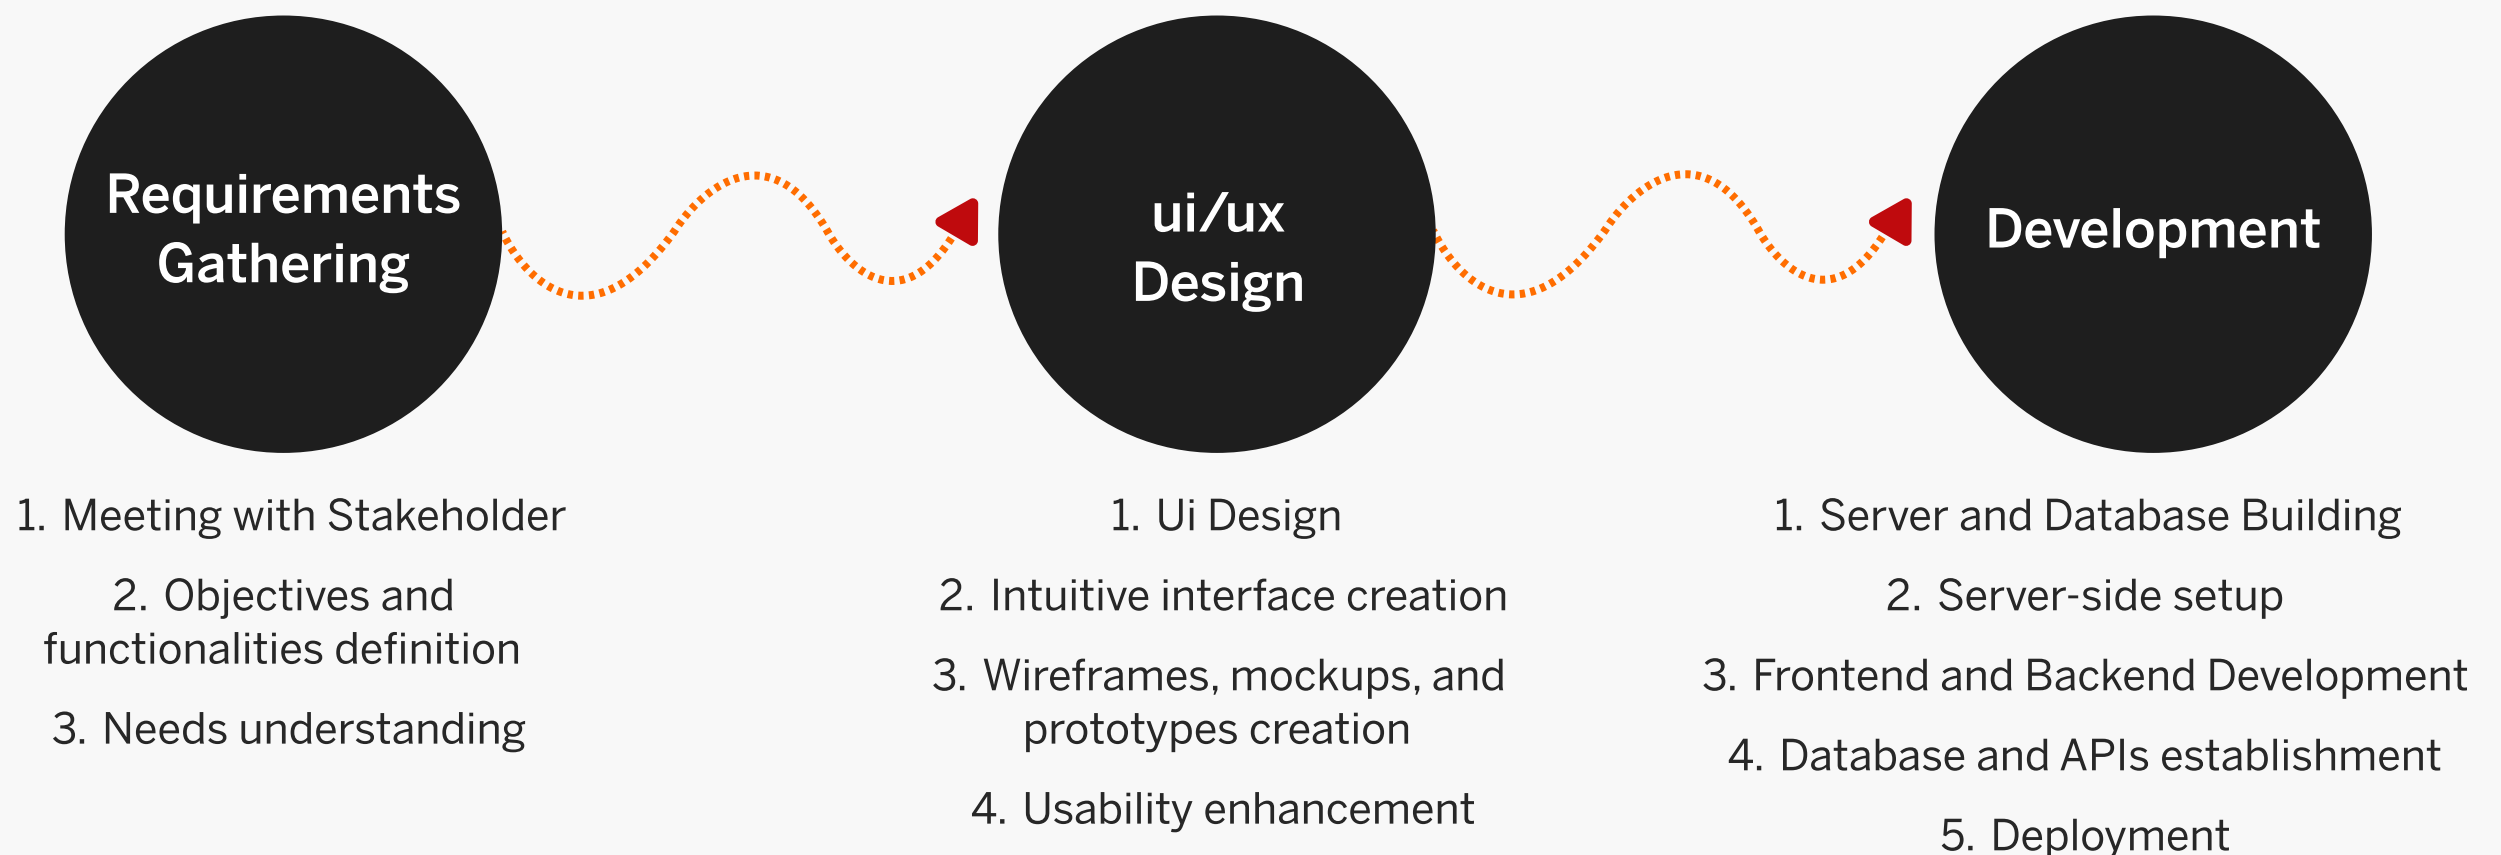 Requirements
Gathering
ui/ux
Design
Development
1. Meeting with Stakeholder
2. Objectives and
functionalities definition
3. Needs understanding
1. Ui Design
2. Intuitive interface creation
3. Wireframes, mockups, and
prototypes creation
4. Usability enhancement
1. Server and Database Building
2. Server-side setup
3. Frontend and Backend Development
4. Database and APIs establishment
5. Deployment